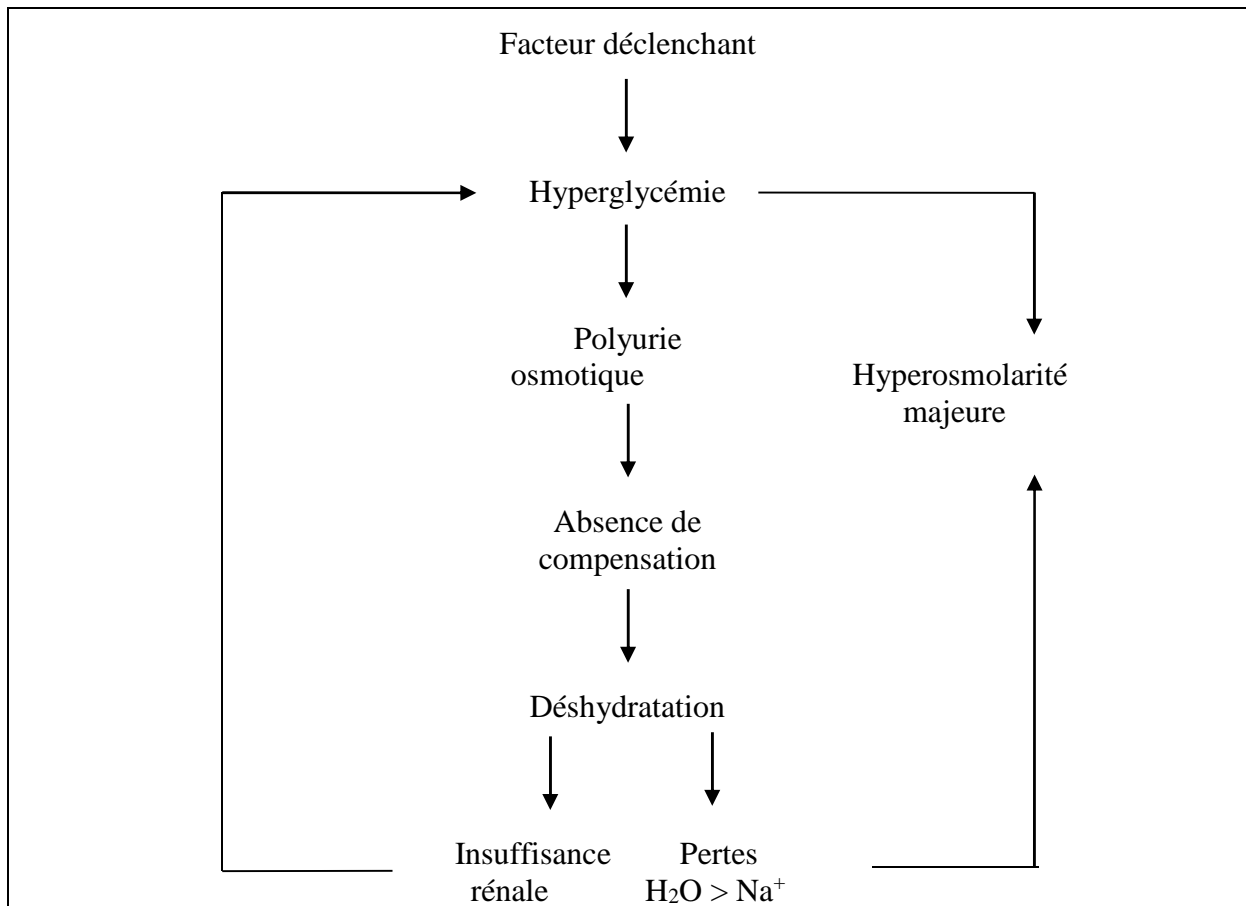 Facteur déclenchant
Hyperglycémie
Polyurie
osmotique
Hyperosmolarité
majeure
Absence de
compensation
Déshydratation
Insuffisance
rénale
Pertes
H₂O > Na⁺